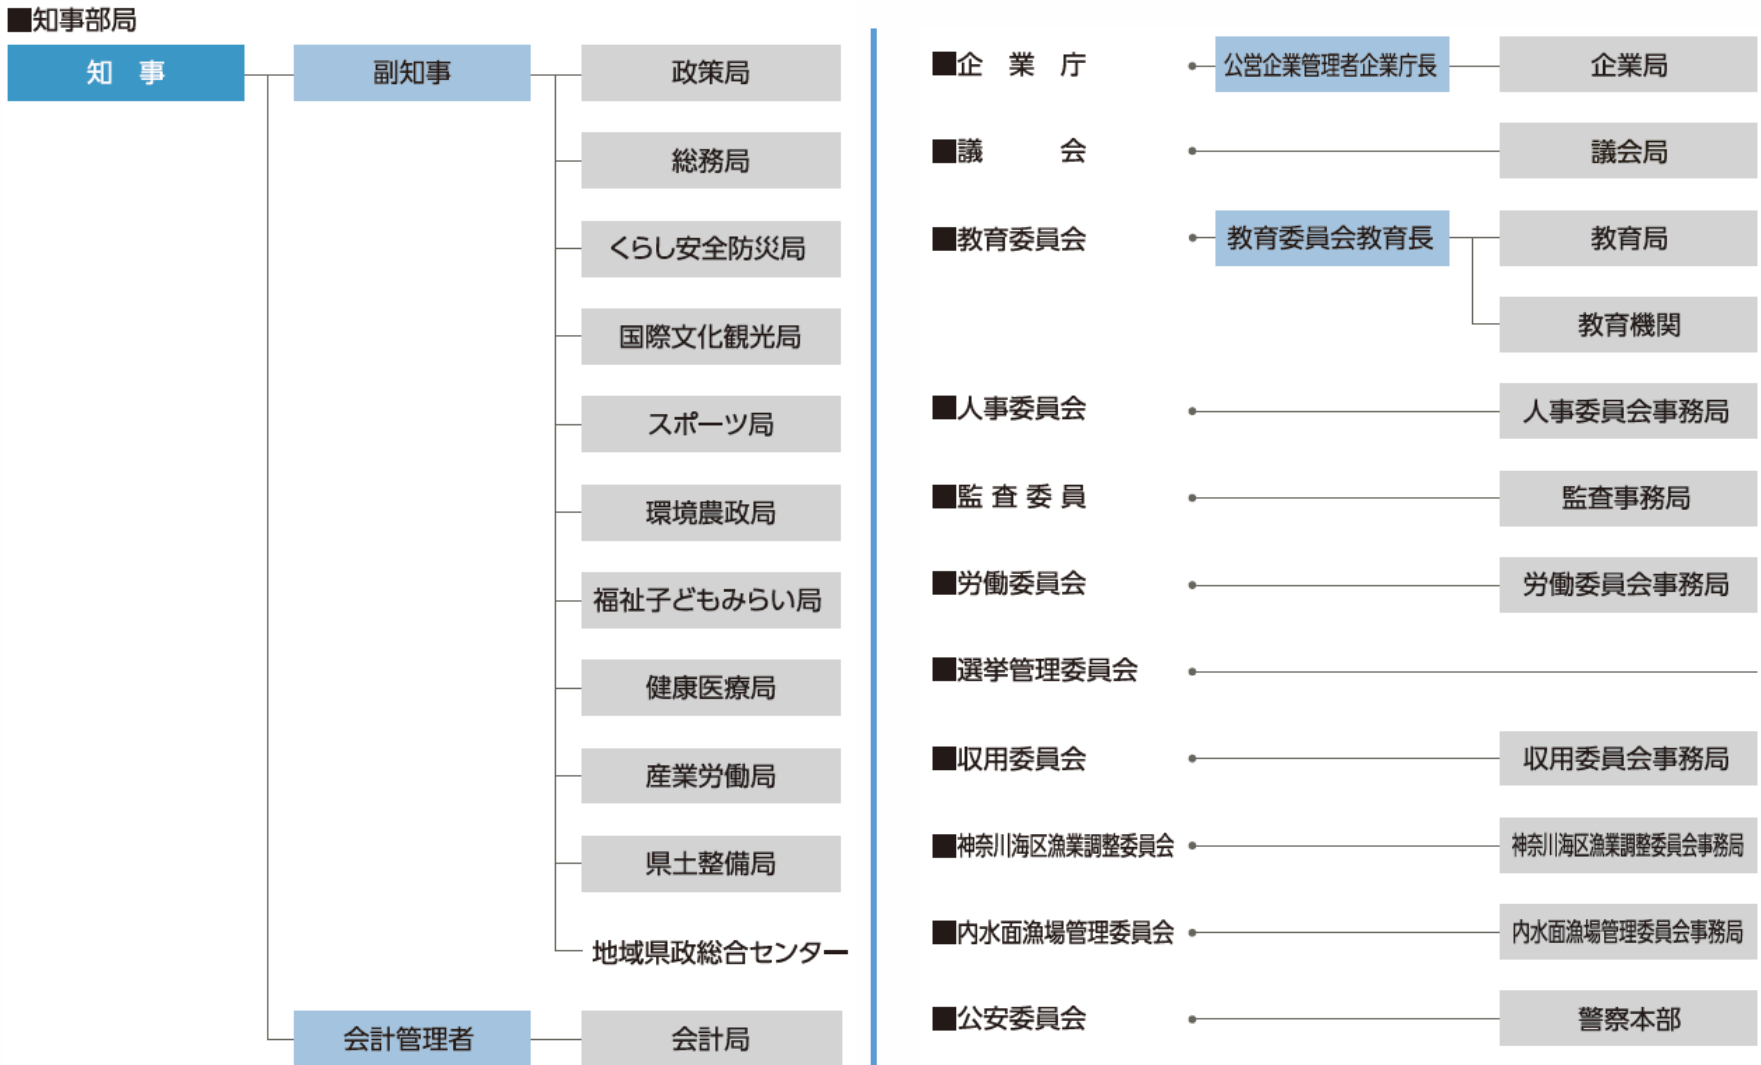 ■知事部局
知　事
副知事
政策局
総務局
くらし安全防災局
国際文化観光局
スポーツ局
環境農政局
福祉子どもみらい局
健康医療局
産業労働局
県土整備局
地域県政総合センター
会計管理者
会計局
■企　業　庁
公営企業管理者企業庁長
企業局
■議　　　会
議会局
■教育委員会
教育委員会教育長
教育局
教育機関
■人事委員会
人事委員会事務局
■監 査 委 員
監査事務局
■労働委員会
労働委員会事務局
■選挙管理委員会
■収用委員会
収用委員会事務局
■神奈川海区漁業調整委員会
神奈川海区漁業調整委員会事務局
■内水面漁場管理委員会
内水面漁場管理委員会事務局
■公安委員会
警察本部